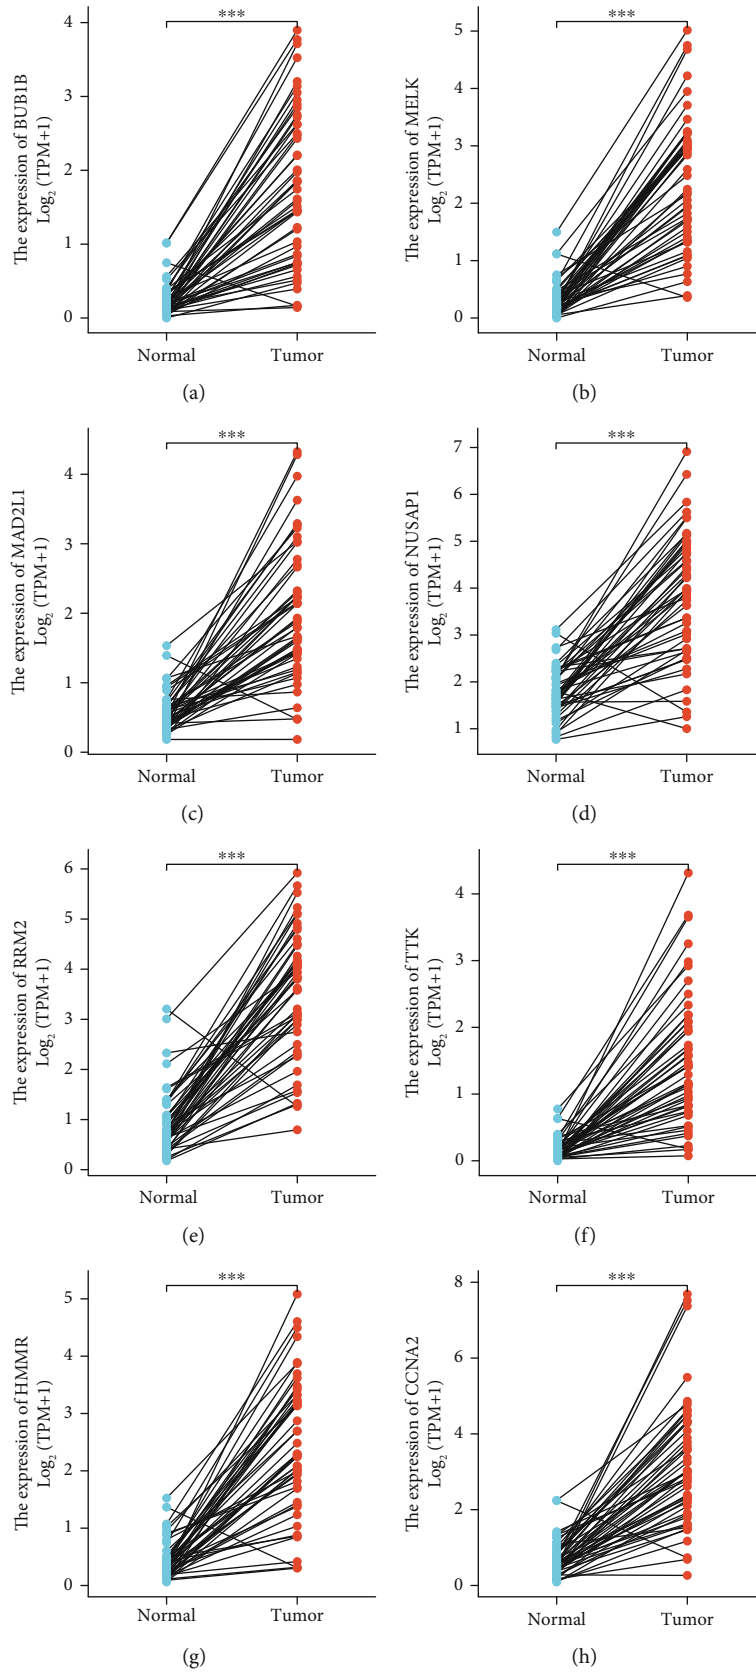 ***
4
3
2
1
0
The expression of BUB1B
Log2 (TPM+1)
Normal Tumor
(a)
***
5
4
3
2
1
0
The expression of MELK
Log2 (TPM+1)
Normal Tumor
(b)
***
4
3
2
1
0
The expression of MAD2L1
Log2 (TPM+1)
Normal Tumor
(c)
***
7
6
5
4
3
2
1
The expression of NUSAP1
Log2 (TPM+1)
Normal Tumor
(d)
***
6
5
4
3
2
1
0
The expression of RRM2
Log2 (TPM+1)
Normal Tumor
(e)
***
4
3
2
1
0
The expression of TTK
Log2 (TPM+1)
Normal Tumor
(f)
***
5
4
3
2
1
0
The expression of HMMR
Log2 (TPM+1)
Normal Tumor
(g)
***
8
6
4
2
0
The expression of CCNA2
Log2 (TPM+1)
Normal Tumor
(h)